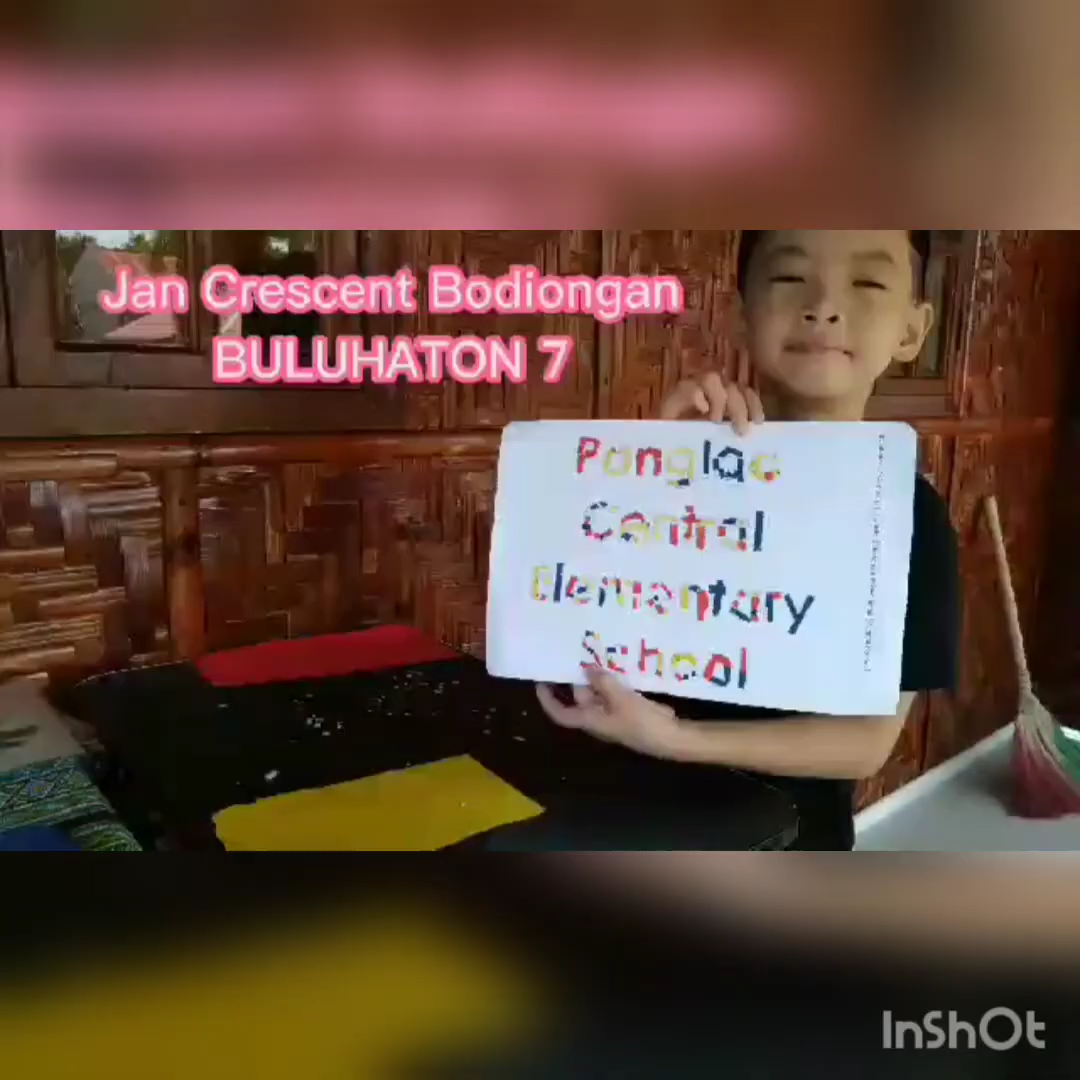 Jan Crescent Bodiongan
BULUHATON 7
Panglao
Central
Elementary
School
InShOt